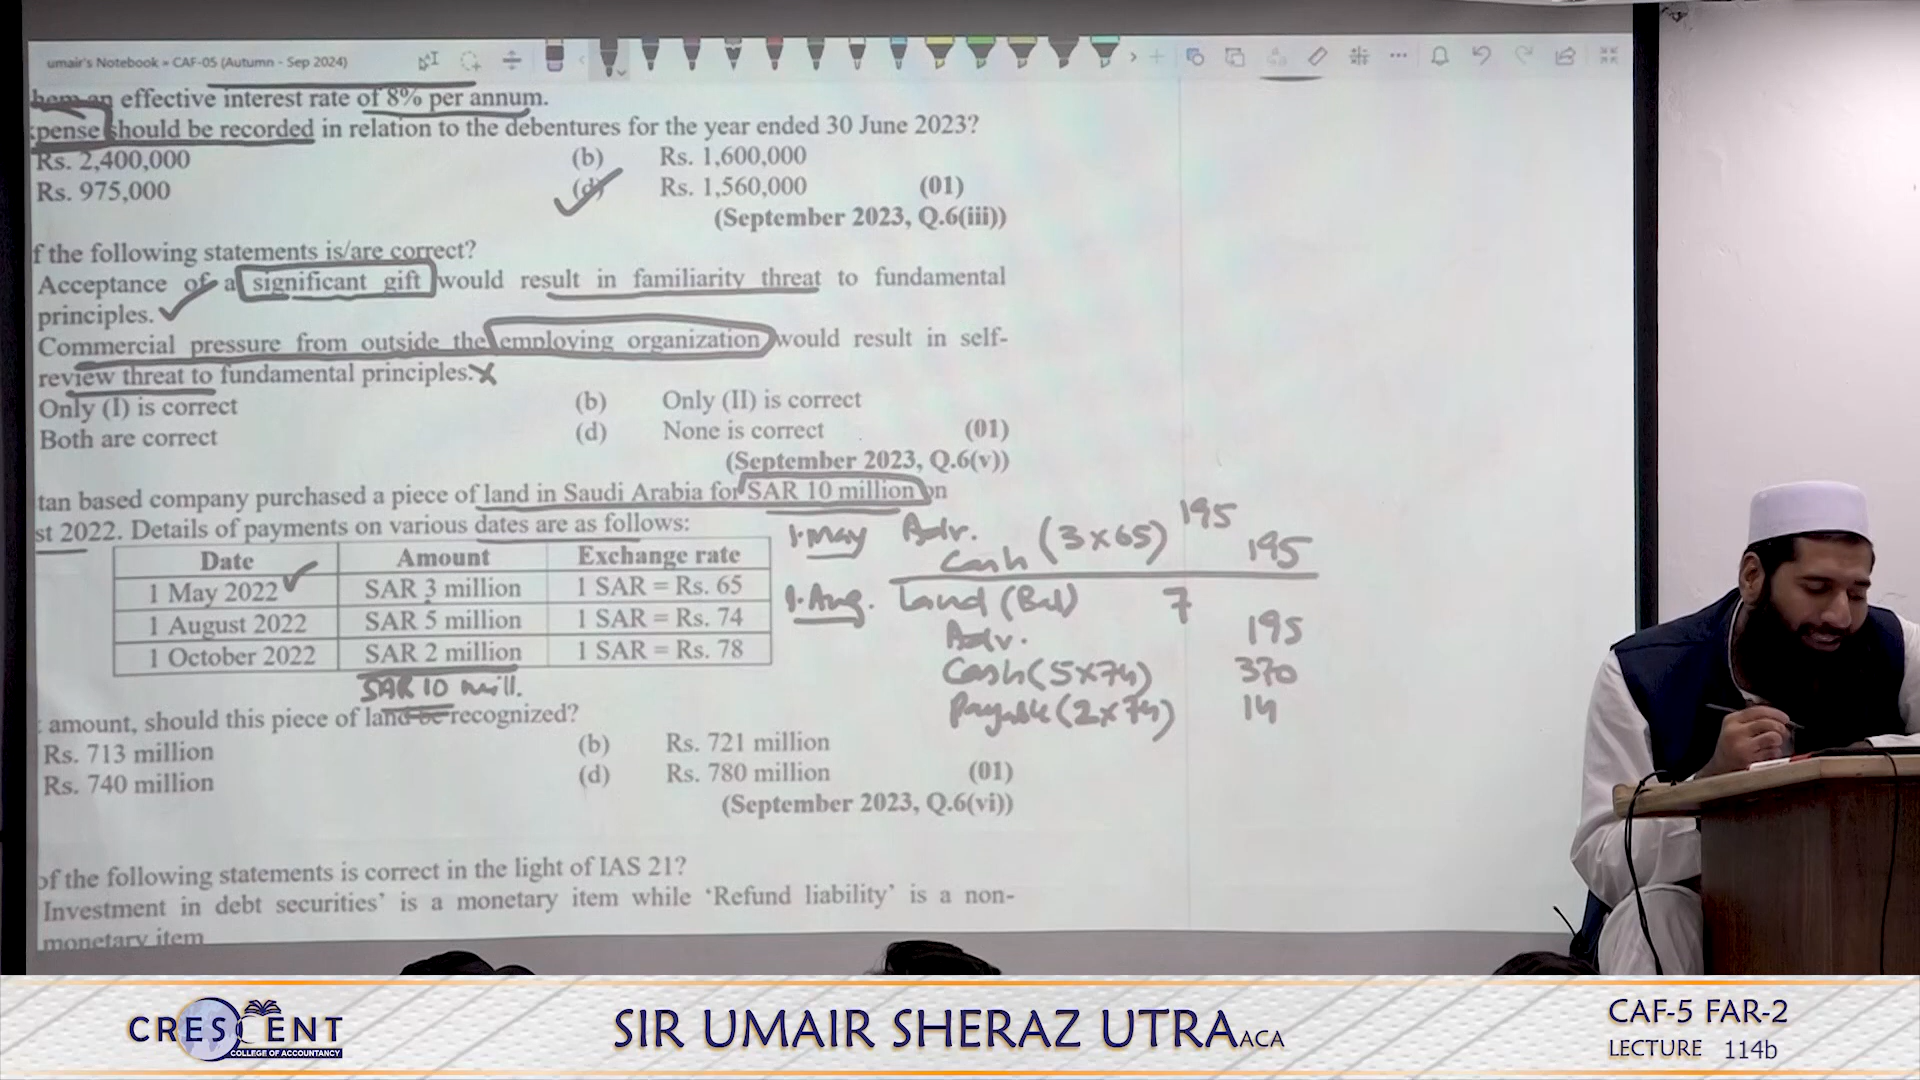 umair's Notebook » CAF-05 (Autumn - Sep 2024)
effective interest rate of 8% per annum.
pense should be recorded in relation to the debentures for the year ended 30 June 2023?
Rs. 2,400,000 (b) Rs. 1,600,000
Rs. 975,000 (d) Rs. 1,560,000 (01)
(September 2023, Q.6(iii))
f the following statements is/are correct?
Acceptance of a significant gift would result in familiarity threat to fundamental
principles.
Commercial pressure from outside the employing organization would result in self-
review threat to fundamental principles.
Only (I) is correct (b) Only (II) is correct
Both are correct (d) None is correct (01)
(September 2023, Q.6(v))
tan based company purchased a piece of land in Saudi Arabia for SAR 10 million on
st 2022. Details of payments on various dates are as follows:
Date Amount Exchange rate
1 May 2022 SAR 3 million 1 SAR = Rs. 65
1 August 2022 SAR 5 million 1 SAR = Rs. 74
1 October 2022 SAR 2 million 1 SAR = Rs. 78
SAR 10 mill.
amount, should this piece of land be recognized?
Rs. 713 million (b) Rs. 721 million
Rs. 740 million (d) Rs. 780 million (01)
(September 2023, Q.6(vi))
of the following statements is correct in the light of IAS 21?
Investment in debt securities' is a monetary item while 'Refund liability' is a non-
monetary item
1.May Adv. 195
Cash (3x65) 195
1.Aug. Land (Bal) 7
Adv. 195
Cash (5x74) 370
Payable (2x74) 14
CRESCENT
COLLEGE OF ACCOUNTANCY
SIR UMAIR SHERAZ UTRA ACA
CAF-5 FAR-2
LECTURE 114b